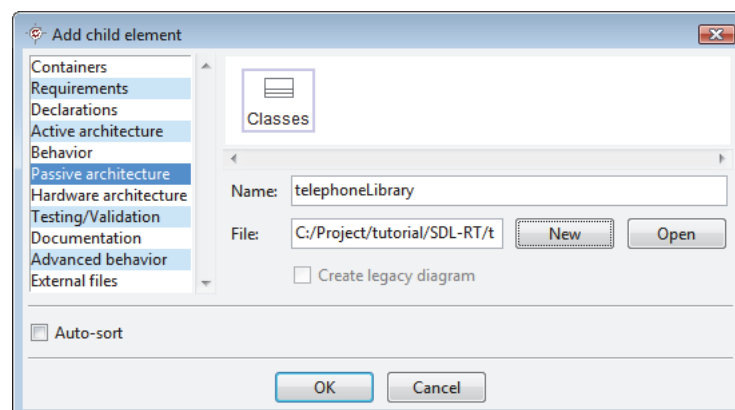 Add child element
Containers
Requirements
Declarations
Active architecture
Behavior
Passive architecture
Hardware architecture
Testing/Validation
Documentation
Advanced behavior
External files
Classes
Name: telephoneLibrary
File: C:/Project/tutorial/SDL-RT/t New Open
Create legacy diagram
Auto-sort
OK Cancel